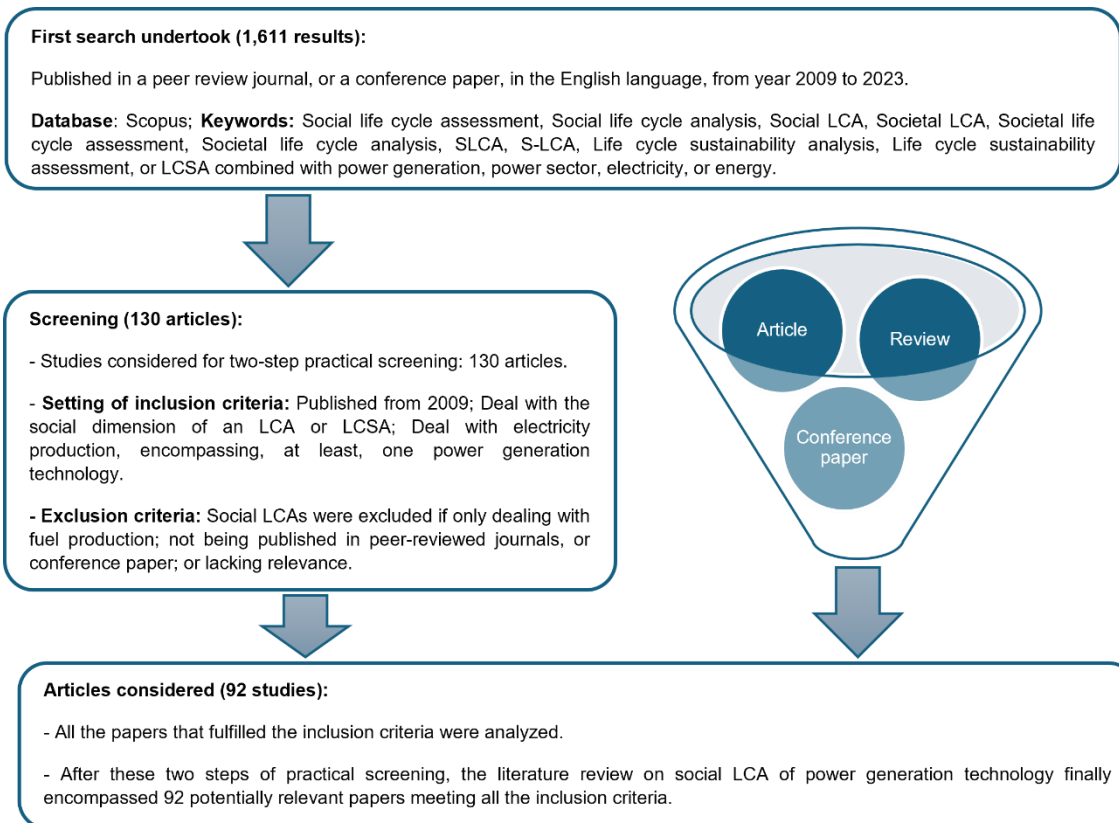 First search undertook (1,611 results):
Published in a peer review journal, or a conference paper, in the English language, from year 2009 to 2023.
Database: Scopus; Keywords: Social life cycle assessment, Social life cycle analysis, Social LCA, Societal LCA, Societal life
cycle assessment, Societal life cycle analysis, SLCA, S-LCA, Life cycle sustainability analysis, Life cycle sustainability
assessment, or LCSA combined with power generation, power sector, electricity, or energy.
Screening (130 articles):
- Studies considered for two-step practical screening: 130 articles.
- Setting of inclusion criteria: Published from 2009; Deal with the
social dimension of an LCA or LCSA; Deal with electricity
production, encompassing, at least, one power generation
technology.
- Exclusion criteria: Social LCAs were excluded if only dealing with
fuel production; not being published in peer-reviewed journals, or
conference paper; or lacking relevance.
Article
Review
Conference
paper
Articles considered (92 studies):
- All the papers that fulfilled the inclusion criteria were analyzed.
- After these two steps of practical screening, the literature review on social LCA of power generation technology finally
encompassed 92 potentially relevant papers meeting all the inclusion criteria.